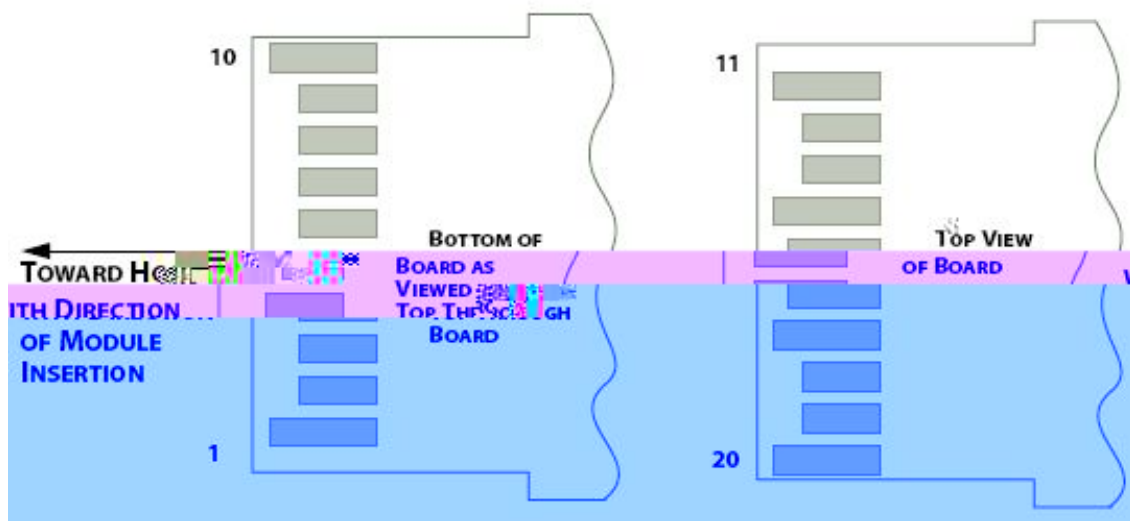 10
11
BOTTOM OF
BOARD AS
VIEWED
BOARD
TOP VIEW
OF BOARD
TOWARD
ITH DIRECTION
OF MODULE
INSERTION
1
20